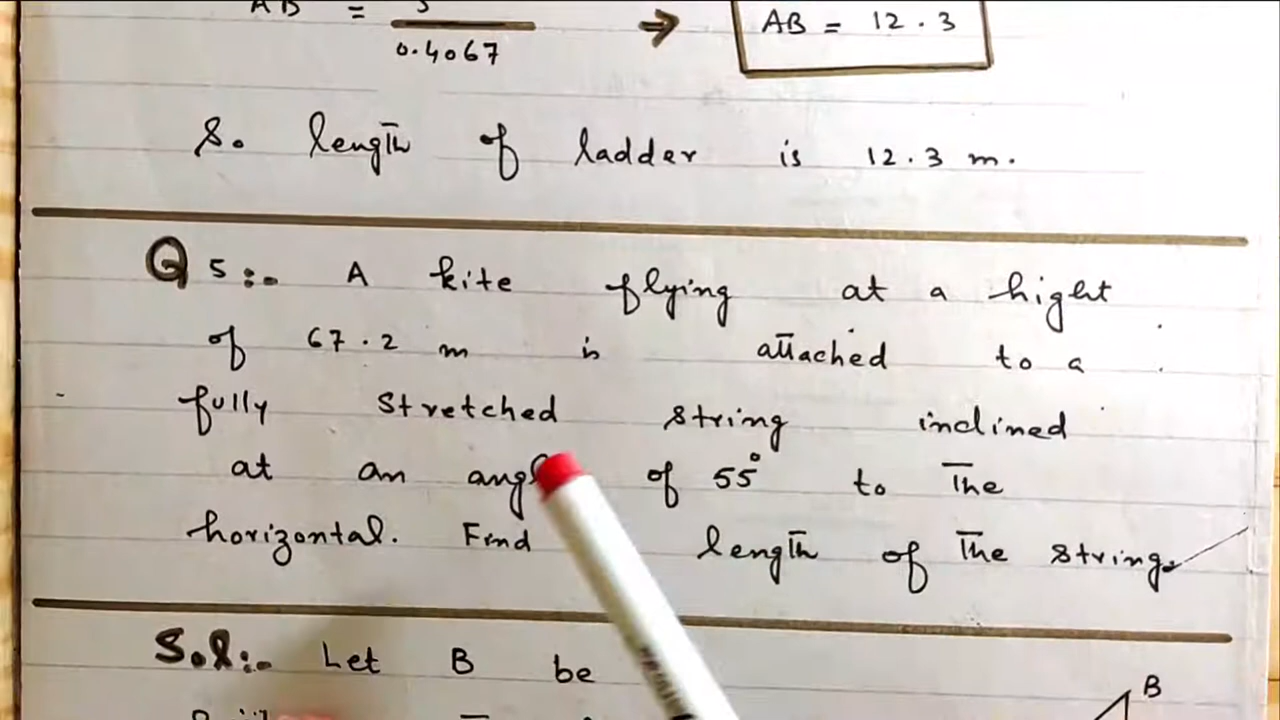 AB = 5 / 0.4067 ⇒ AB = 12.3
So length of ladder is 12.3 m.
Q 5:- A kite flying at a hight
of 67.2 m is attached to a
fully stretched string inclined
at an angle of 55° to the
horizontal. Find length of the string.
Sol:- Let B be
B